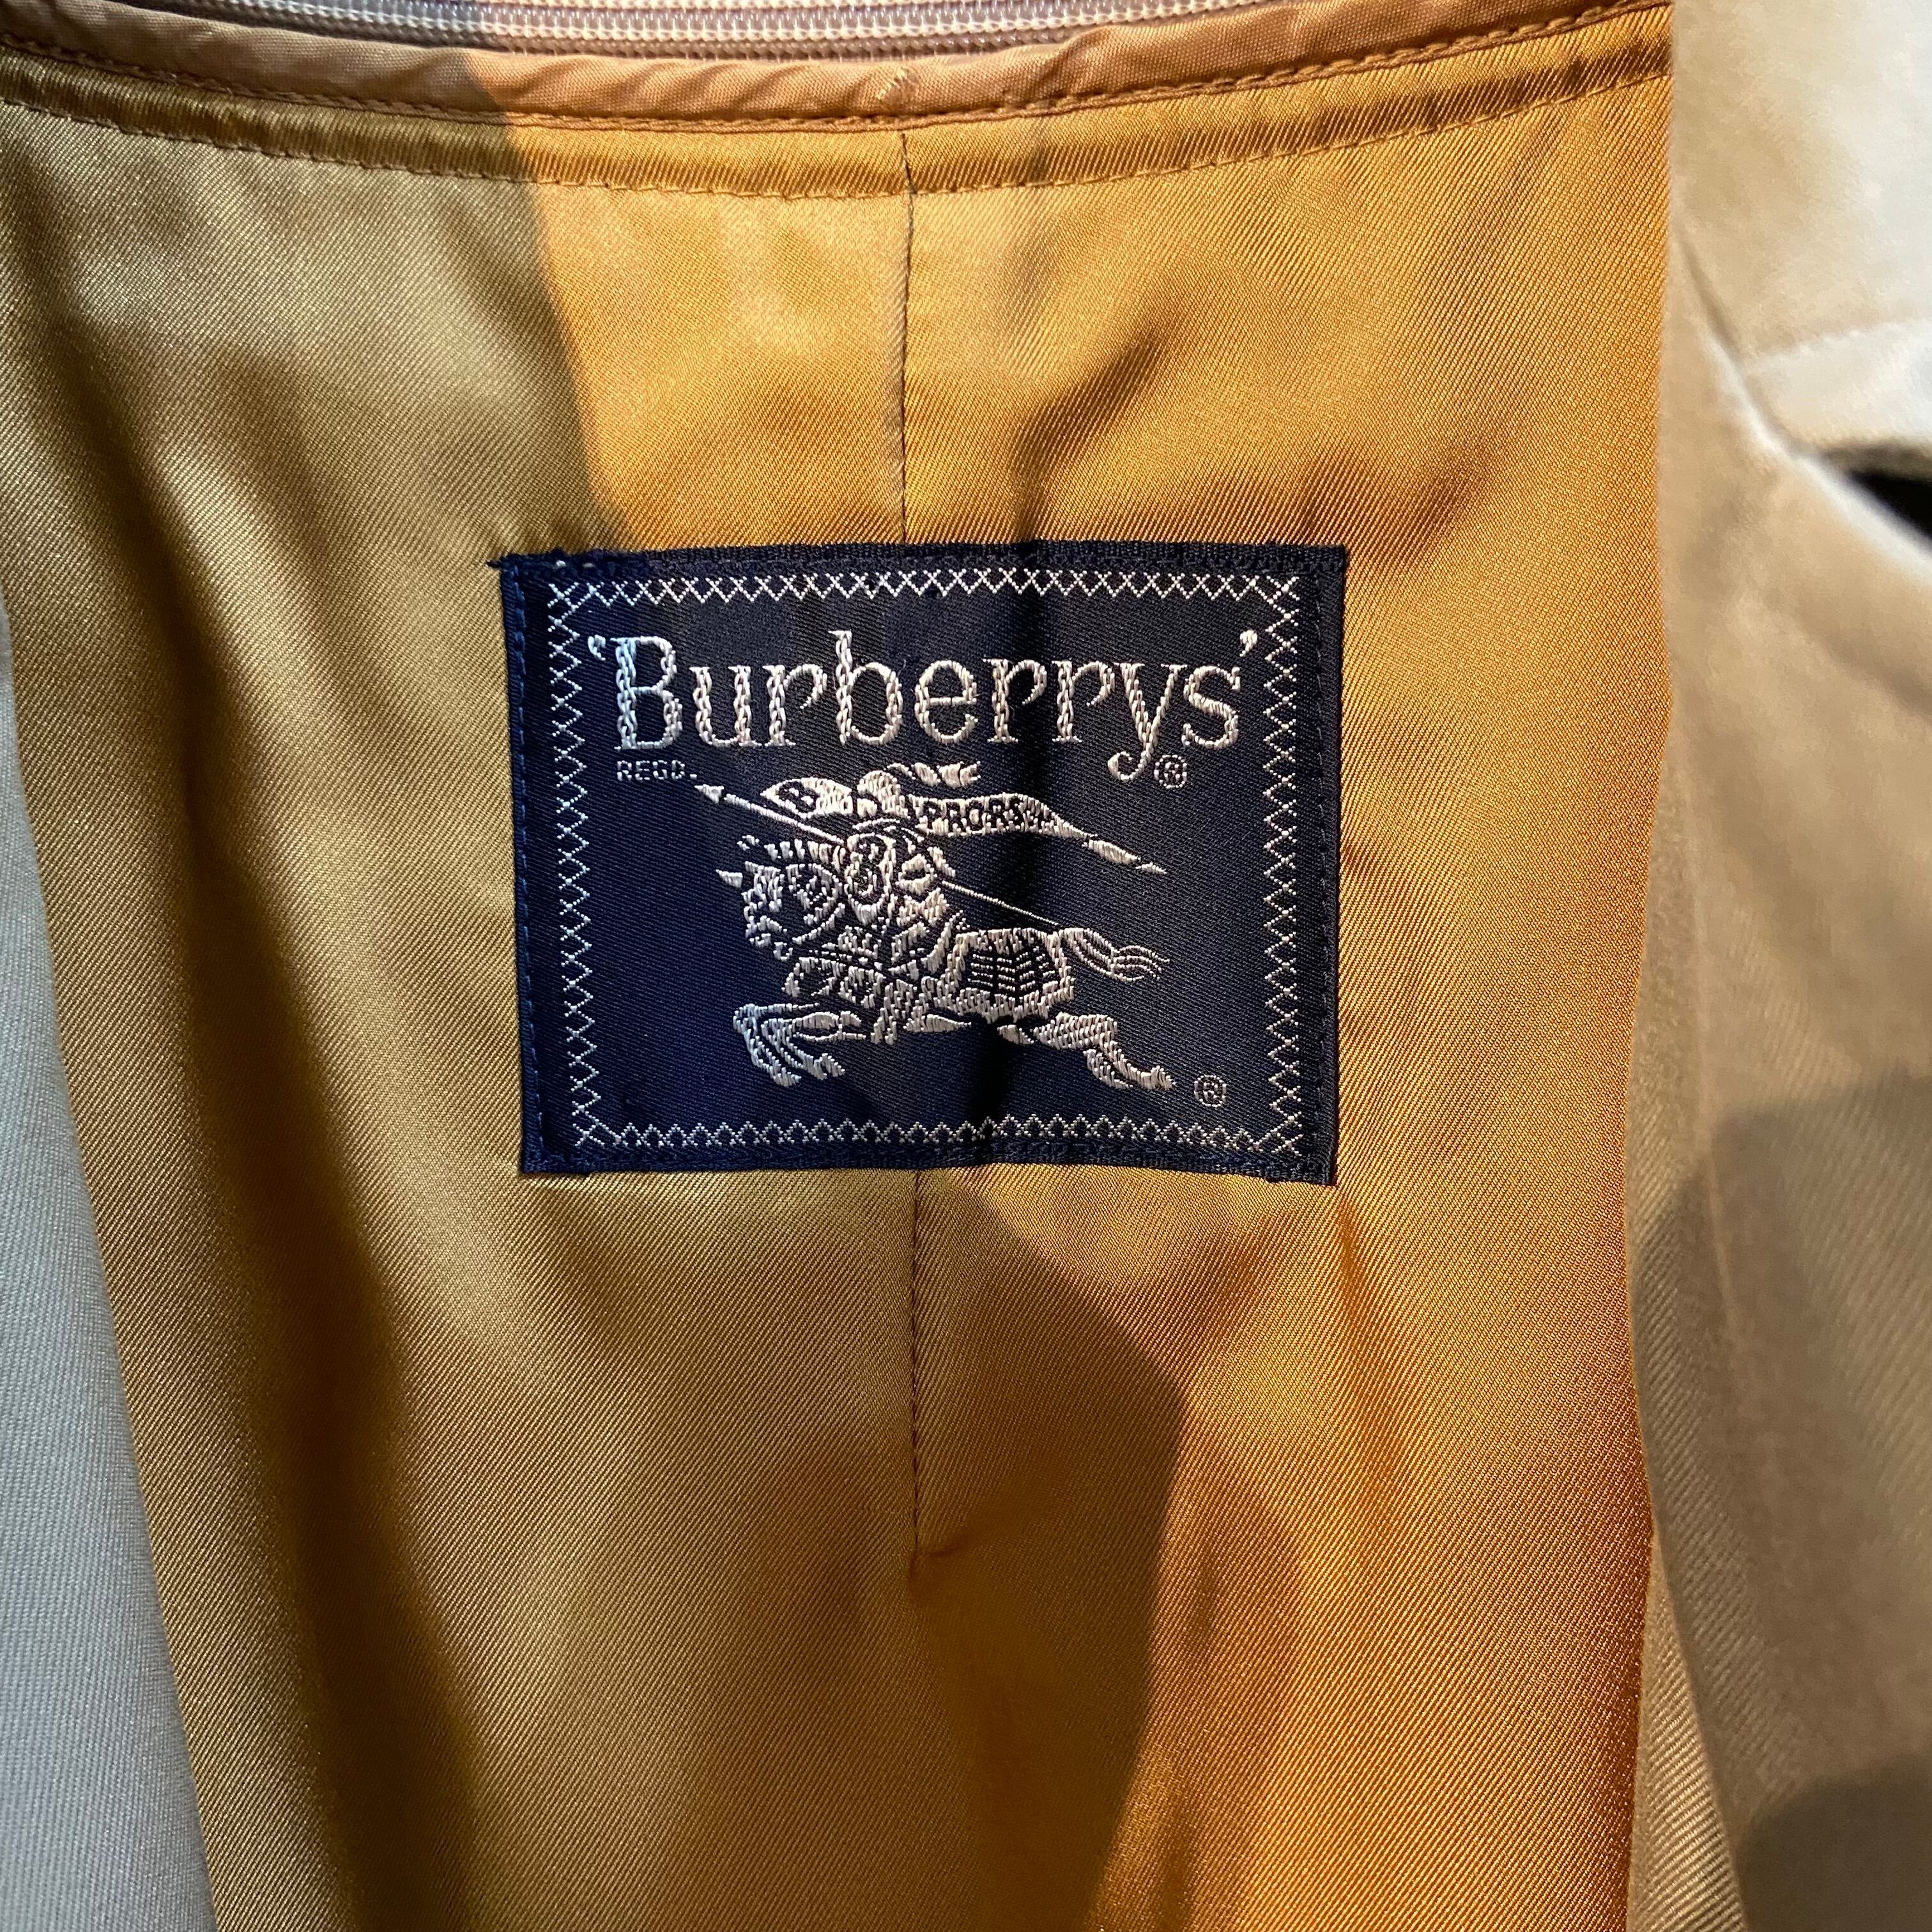 'Burberrys'
REGD. ®
B PRORSUM
B
®